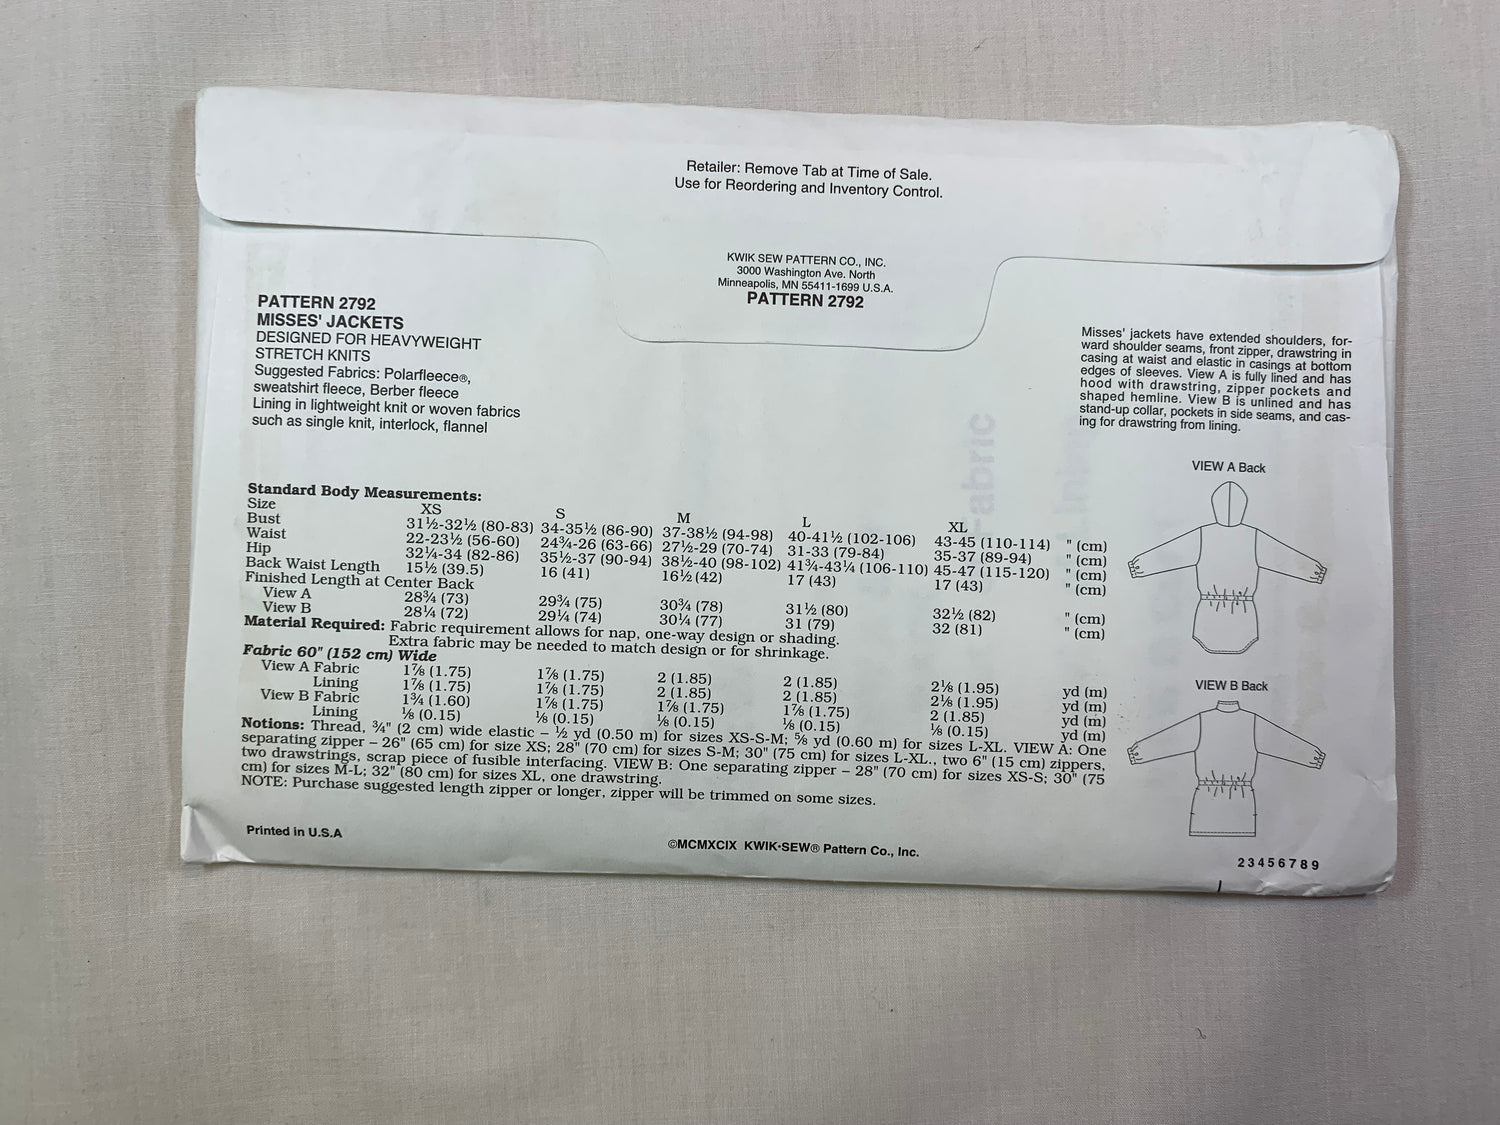 Retailer: Remove Tab at Time of Sale.
Use for Reordering and Inventory Control.
KWIK SEW PATTERN CO., INC.
3000 Washington Ave. North
Minneapolis, MN 55411-1699 U.S.A.
PATTERN 2792
PATTERN 2792
MISSES' JACKETS
DESIGNED FOR HEAVYWEIGHT
STRETCH KNITS
Suggested Fabrics: Polarfleece®,
sweatshirt fleece, Berber fleece
Lining in lightweight knit or woven fabrics
such as single knit, interlock, flannel
Misses' jackets have extended shoulders, for-
ward shoulder seams, front zipper, drawstring in
casing at waist and elastic in casings at bottom
edges of sleeves. View A is fully lined and has
hood with drawstring, zipper pockets and
shaped hemline. View B is unlined and has
stand-up collar, pockets in side seams, and cas-
ing for drawstring from lining.
VIEW A Back
VIEW B Back
Standard Body Measurements:
Size XS S M L XL
Bust 31½-32½ (80-83) 34-35½ (86-90) 37-38½ (94-98) 40-41½ (102-106) 43-45 (110-114) " (cm)
Waist 22-23½ (56-60) 24¾-26 (63-66) 27½-29 (70-74) 31-33 (79-84) 35-37 (89-94) " (cm)
Hip 32¼-34 (82-86) 35½-37 (90-94) 38½-40 (98-102) 41¾-43¼ (106-110) 45-47 (115-120) " (cm)
Back Waist Length 15½ (39.5) 16 (41) 16½ (42) 17 (43) 17 (43) " (cm)
Finished Length at Center Back
View A 28¾ (73) 29¾ (75) 30¾ (78) 31½ (80) 32½ (82) " (cm)
View B 28¼ (72) 29¼ (74) 30¼ (77) 31 (79) 32 (81) " (cm)
Material Required: Fabric requirement allows for nap, one-way design or shading.
Extra fabric may be needed to match design or for shrinkage.
Fabric 60" (152 cm) Wide
View A Fabric 1⅞ (1.75) 1⅞ (1.75) 2 (1.85) 2 (1.85) 2⅛ (1.95) yd (m)
Lining 1⅞ (1.75) 1⅞ (1.75) 2 (1.85) 2 (1.85) 2⅛ (1.95) yd (m)
View B Fabric 1¾ (1.60) 1⅞ (1.75) 1⅞ (1.75) 1⅞ (1.75) 2 (1.85) yd (m)
Lining ⅛ (0.15) ⅛ (0.15) ⅛ (0.15) ⅛ (0.15) ⅛ (0.15) yd (m)
Notions: Thread, ¾" (2 cm) wide elastic – ½ yd (0.50 m) for sizes XS-S-M; ⅝ yd (0.60 m) for sizes L-XL. VIEW A: One
separating zipper – 26" (65 cm) for size XS; 28" (70 cm) for sizes S-M; 30" (75 cm) for sizes L-XL., two 6" (15 cm) zippers,
two drawstrings, scrap piece of fusible interfacing. VIEW B: One separating zipper – 28" (70 cm) for sizes XS-S; 30" (75
cm) for sizes M-L; 32" (80 cm) for sizes XL, one drawstring.
NOTE: Purchase suggested length zipper or longer, zipper will be trimmed on some sizes.
Printed in U.S.A
©MCMXCIX KWIK•SEW® Pattern Co., Inc.
2 3 4 5 6 7 8 9